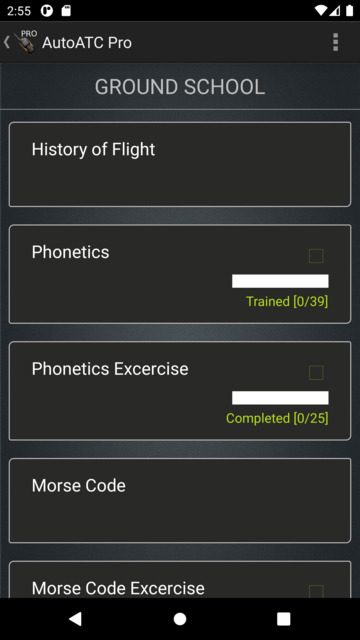 2:55
PRO
AutoATC Pro
GROUND SCHOOL
History of Flight
Phonetics
Trained [0/39]
Phonetics Excercise
Completed [0/25]
Morse Code
Morse Code Excercise